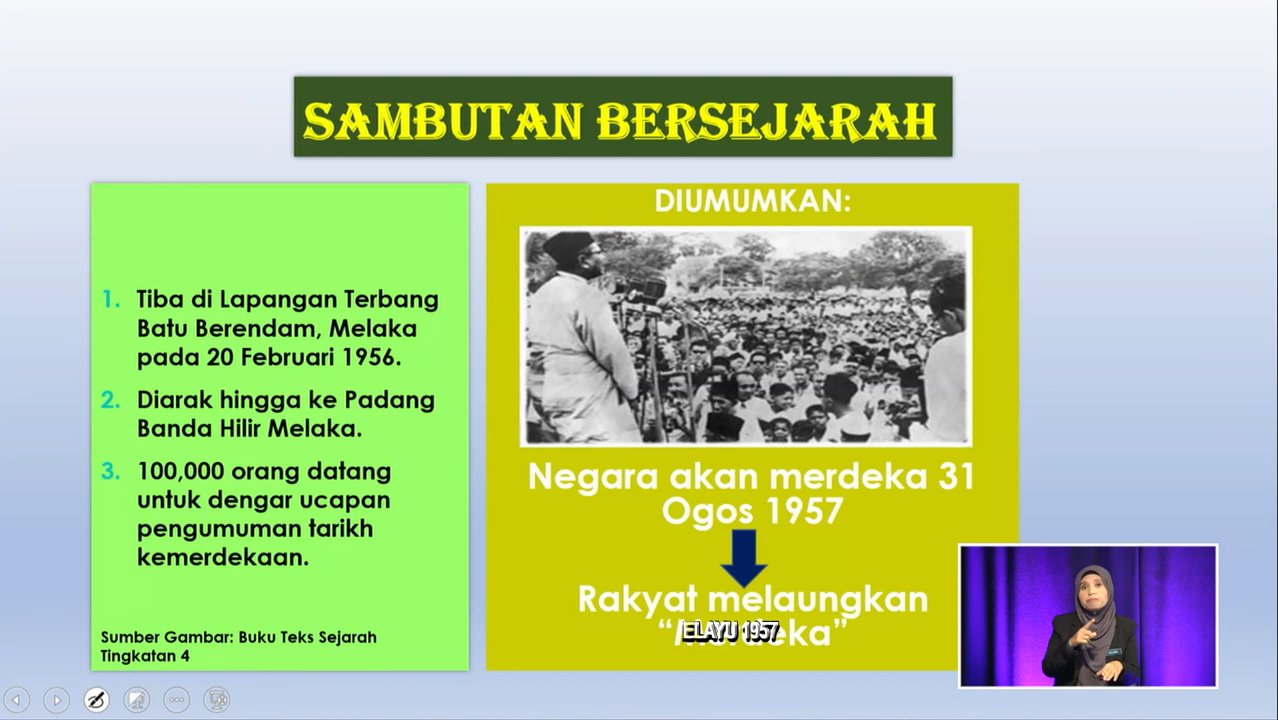 SAMBUTAN BERSEJARAH
1. Tiba di Lapangan Terbang
Batu Berendam, Melaka
pada 20 Februari 1956.
2. Diarak hingga ke Padang
Banda Hilir Melaka.
3. 100,000 orang datang
untuk dengar ucapan
pengumuman tarikh
kemerdekaan.
Sumber Gambar: Buku Teks Sejarah
Tingkatan 4
DIUMUMKAN:
Negara akan merdeka 31
Ogos 1957
Rakyat melaungkan
“Merdeka”
ELAYU 1957